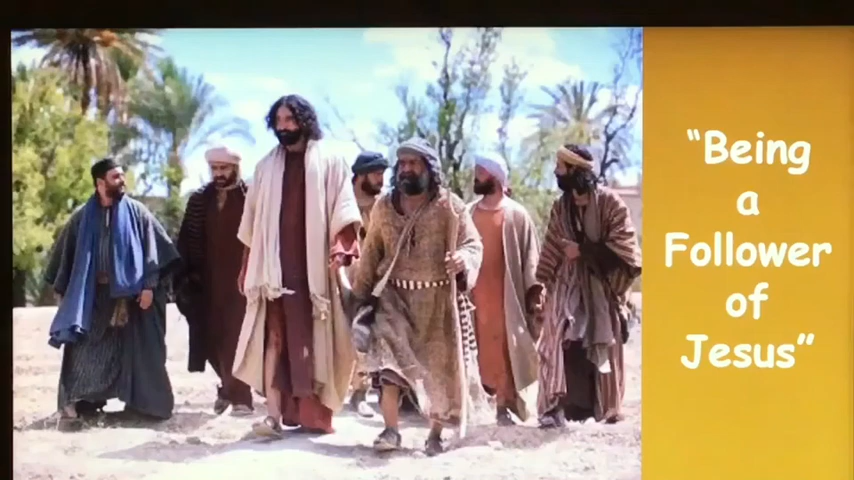 “Being
a
Follower
of
Jesus”